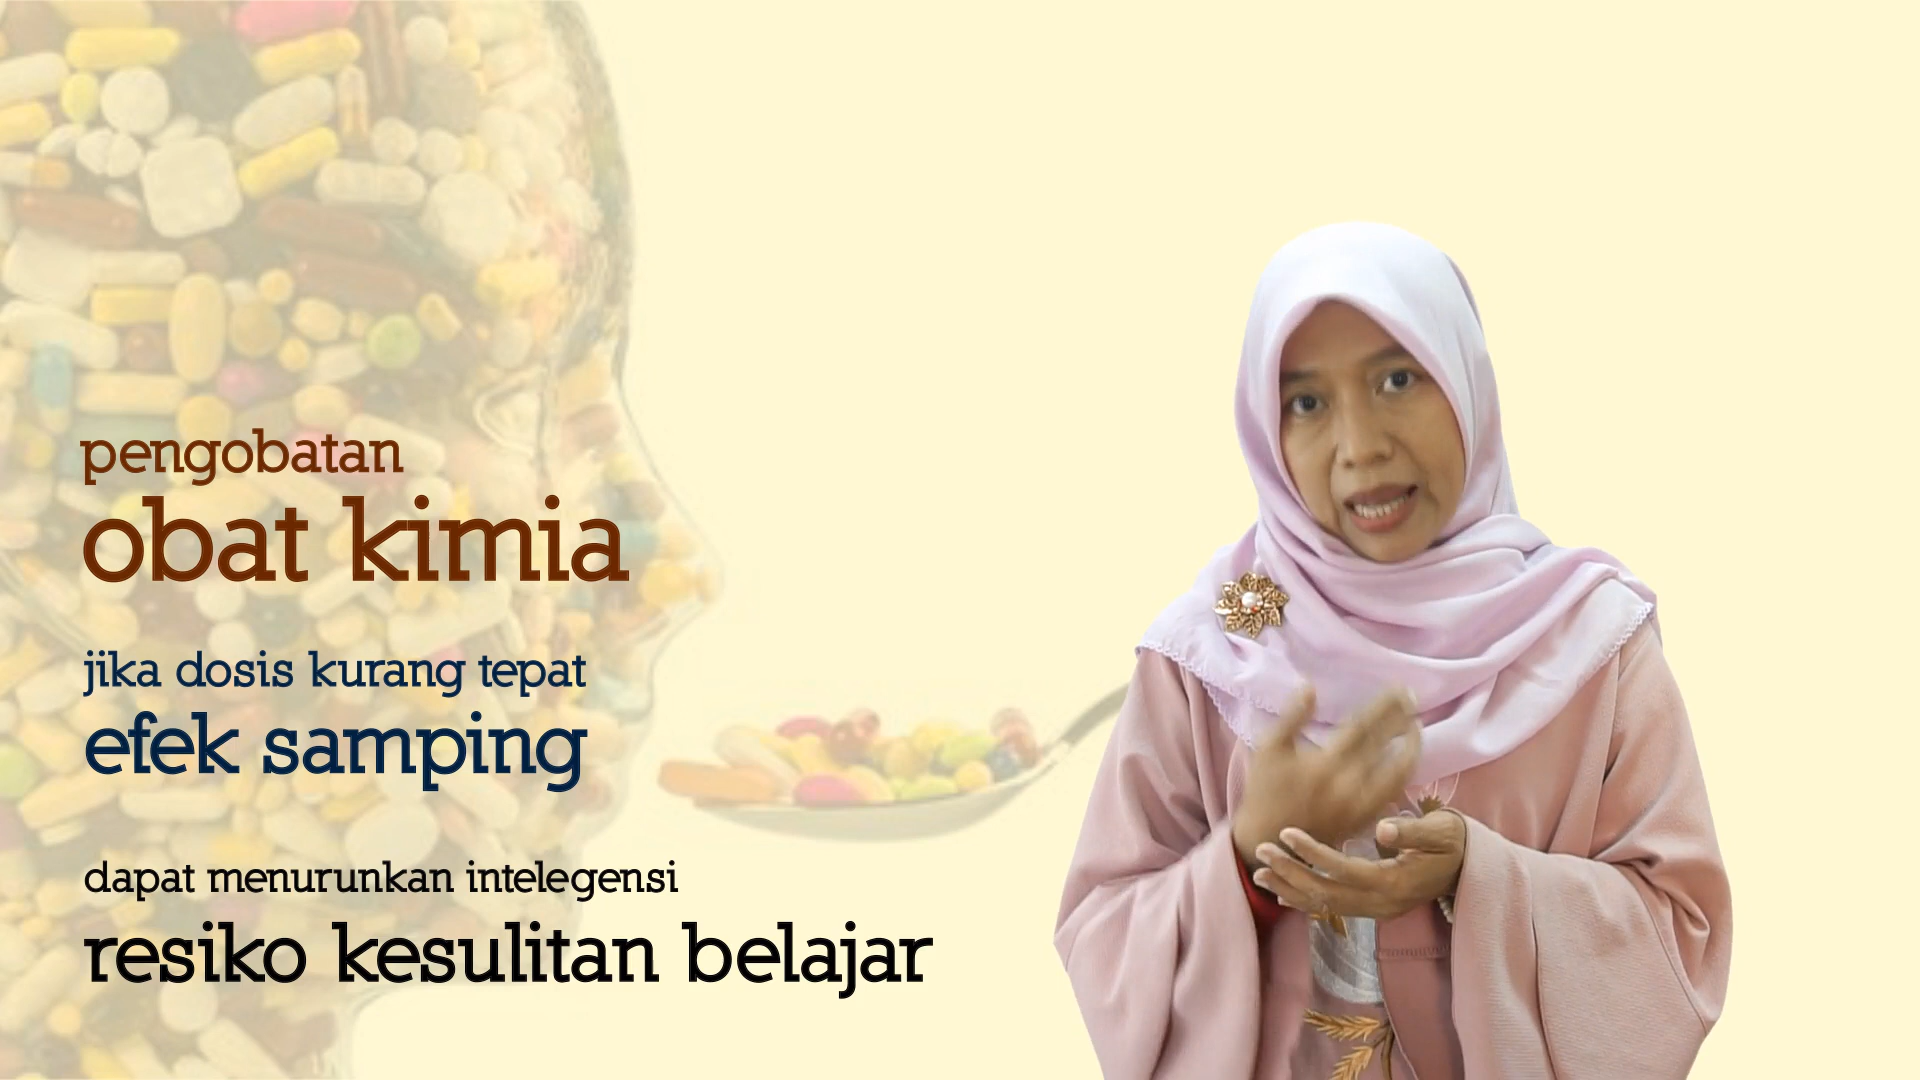 pengobatan
obat kimia
jika dosis kurang tepat
efek samping
dapat menurunkan intelegensi
resiko kesulitan belajar